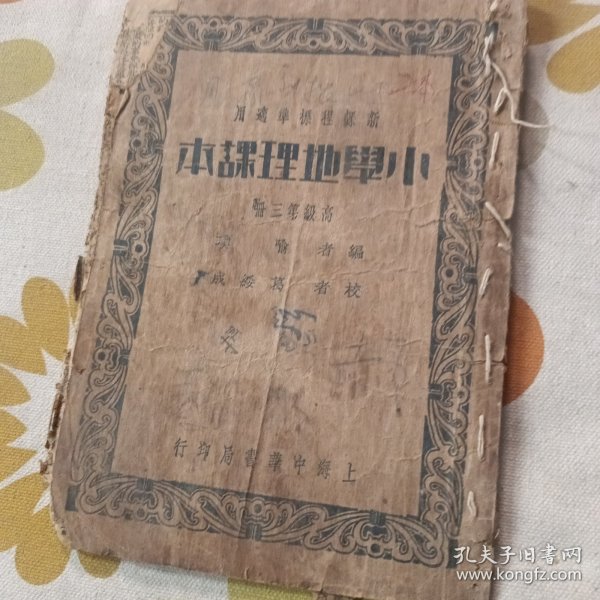 新課程標準適用
小學地理課本
高級第三冊
編者 喻璞
校者 葛綏成
上海中華書局印行
孔夫子旧书网
www.kongfz.com